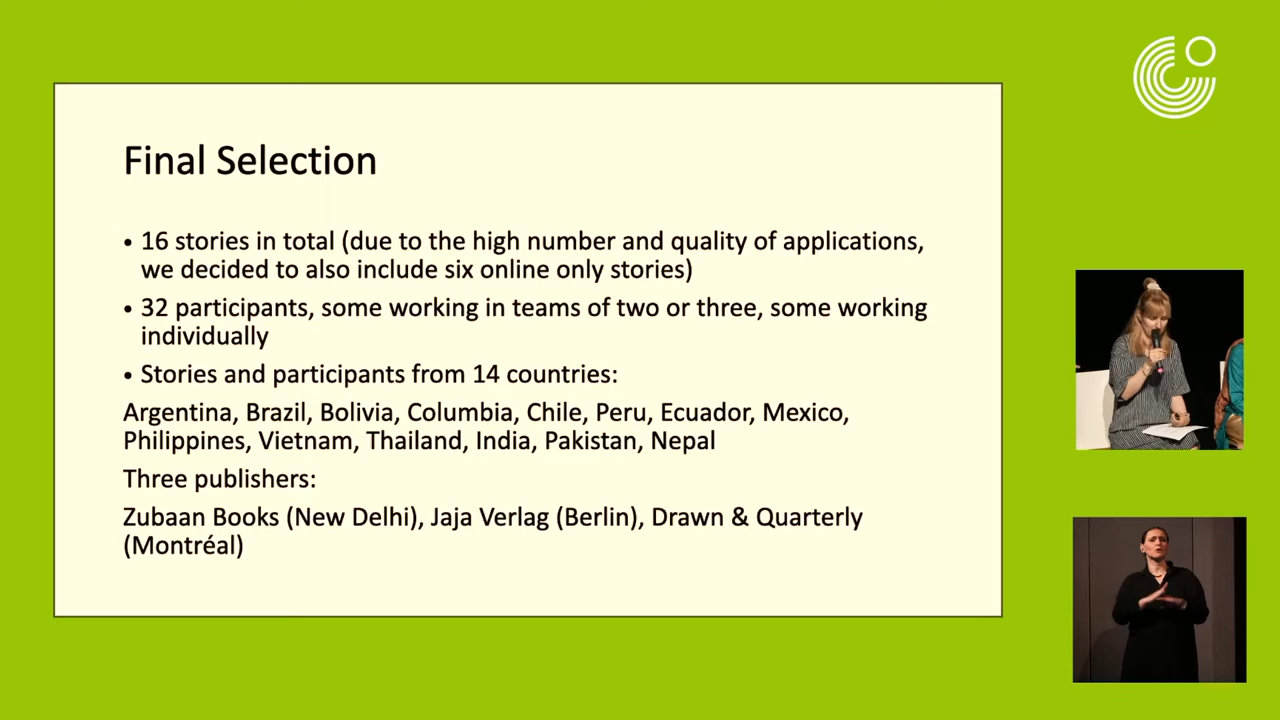 Final Selection
• 16 stories in total (due to the high number and quality of applications,
we decided to also include six online only stories)
• 32 participants, some working in teams of two or three, some working
individually
• Stories and participants from 14 countries:
Argentina, Brazil, Bolivia, Columbia, Chile, Peru, Ecuador, Mexico,
Philippines, Vietnam, Thailand, India, Pakistan, Nepal
Three publishers:
Zubaan Books (New Delhi), Jaja Verlag (Berlin), Drawn & Quarterly
(Montréal)